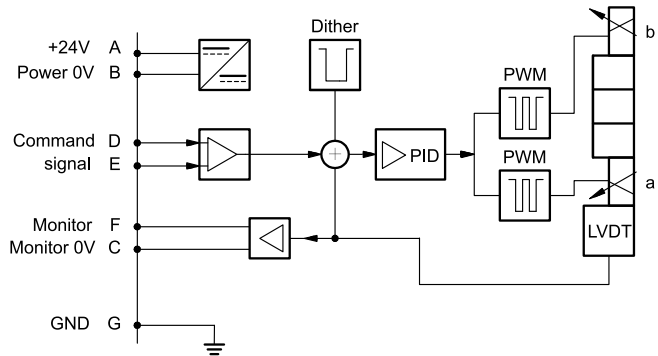 Dither
+24V A
Power 0V B
b
PWM
Command D
signal E
PID
PWM
a
Monitor F
Monitor 0V C
LVDT
GND G